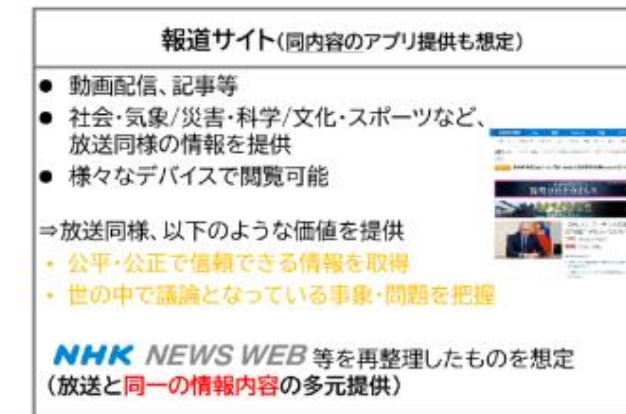 報道サイト(同内容のアプリ提供も想定)
● 動画配信、記事等
● 社会・気象/災害・科学/文化・スポーツなど、
放送同様の情報を提供
● 様々なデバイスで閲覧可能
⇒放送同様、以下のような価値を提供
・ 公平・公正で信頼できる情報を取得
・ 世の中で議論となっている事象・問題を把握
NHK NEWS WEB 等を再整理したものを想定
(放送と同一の情報内容の多元提供)